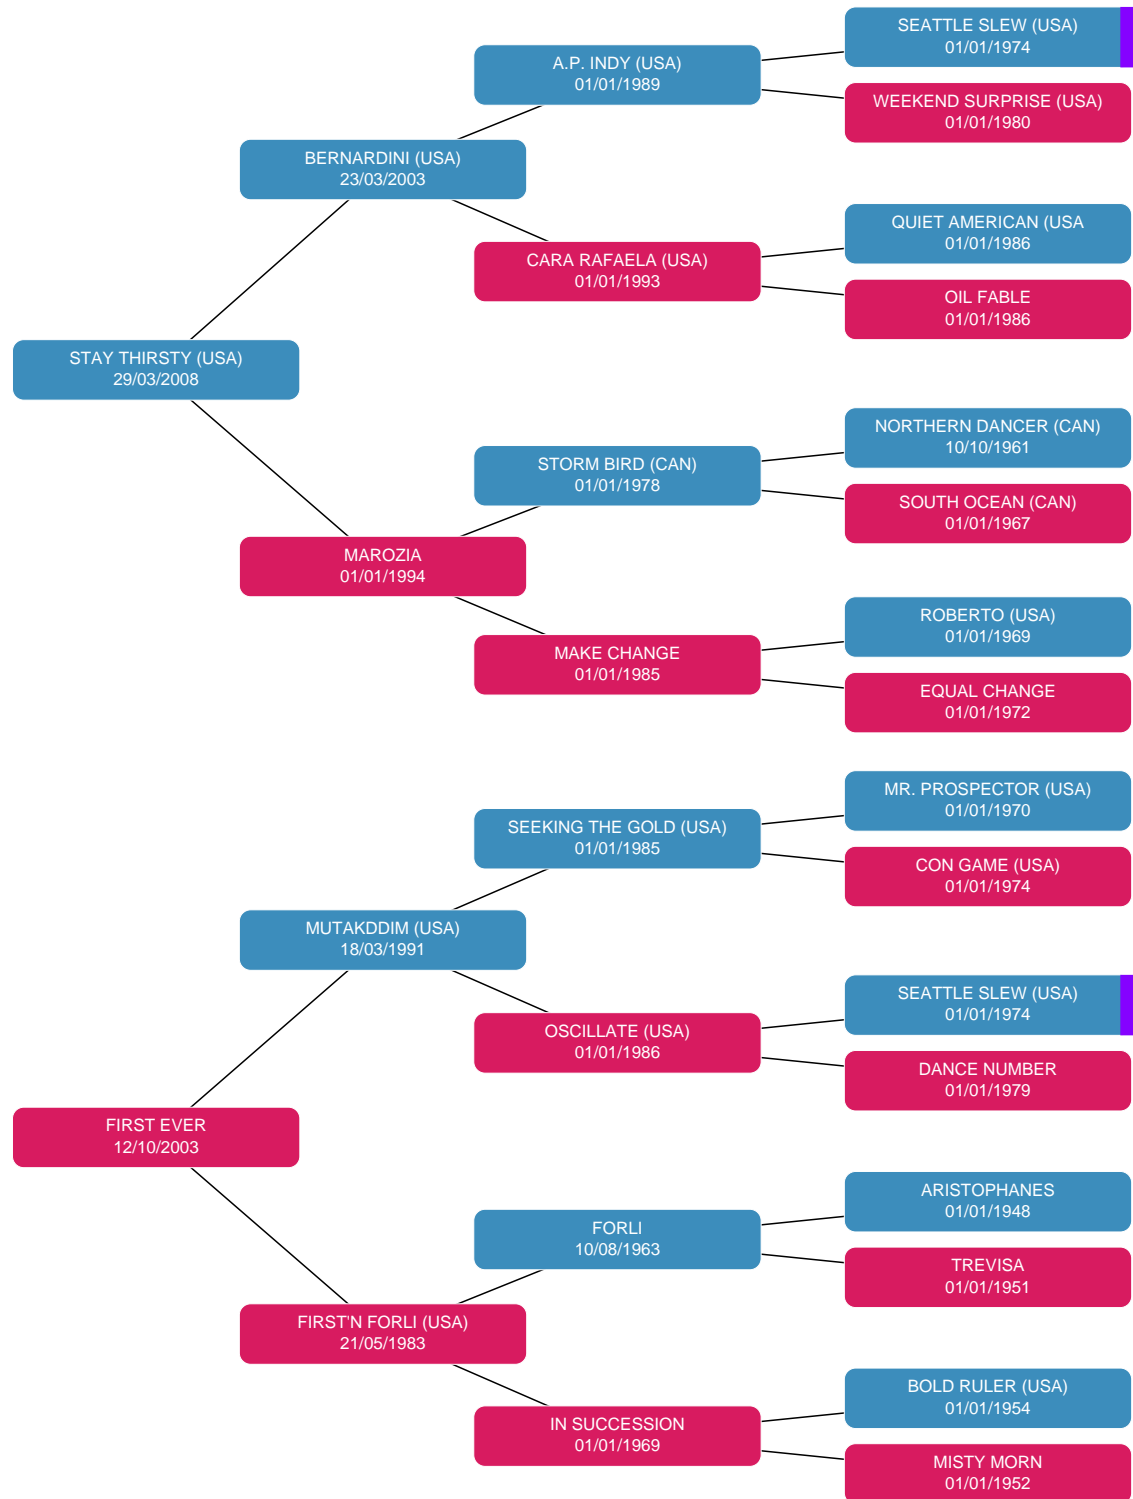 SEATTLE SLEW (USA)
01/01/1974
A.P. INDY (USA)
01/01/1989
WEEKEND SURPRISE (USA)
01/01/1980
BERNARDINI (USA)
23/03/2003
QUIET AMERICAN (USA
01/01/1986
CARA RAFAELA (USA)
01/01/1993
OIL FABLE
01/01/1986
STAY THIRSTY (USA)
29/03/2008
NORTHERN DANCER (CAN)
10/10/1961
STORM BIRD (CAN)
01/01/1978
SOUTH OCEAN (CAN)
01/01/1967
MAROZIA
01/01/1994
ROBERTO (USA)
01/01/1969
MAKE CHANGE
01/01/1985
EQUAL CHANGE
01/01/1972
MR. PROSPECTOR (USA)
01/01/1970
SEEKING THE GOLD (USA)
01/01/1985
CON GAME (USA)
01/01/1974
MUTAKDDIM (USA)
18/03/1991
SEATTLE SLEW (USA)
01/01/1974
OSCILLATE (USA)
01/01/1986
DANCE NUMBER
01/01/1979
FIRST EVER
12/10/2003
ARISTOPHANES
01/01/1948
FORLI
10/08/1963
TREVISA
01/01/1951
FIRST'N FORLI (USA)
21/05/1983
BOLD RULER (USA)
01/01/1954
IN SUCCESSION
01/01/1969
MISTY MORN
01/01/1952